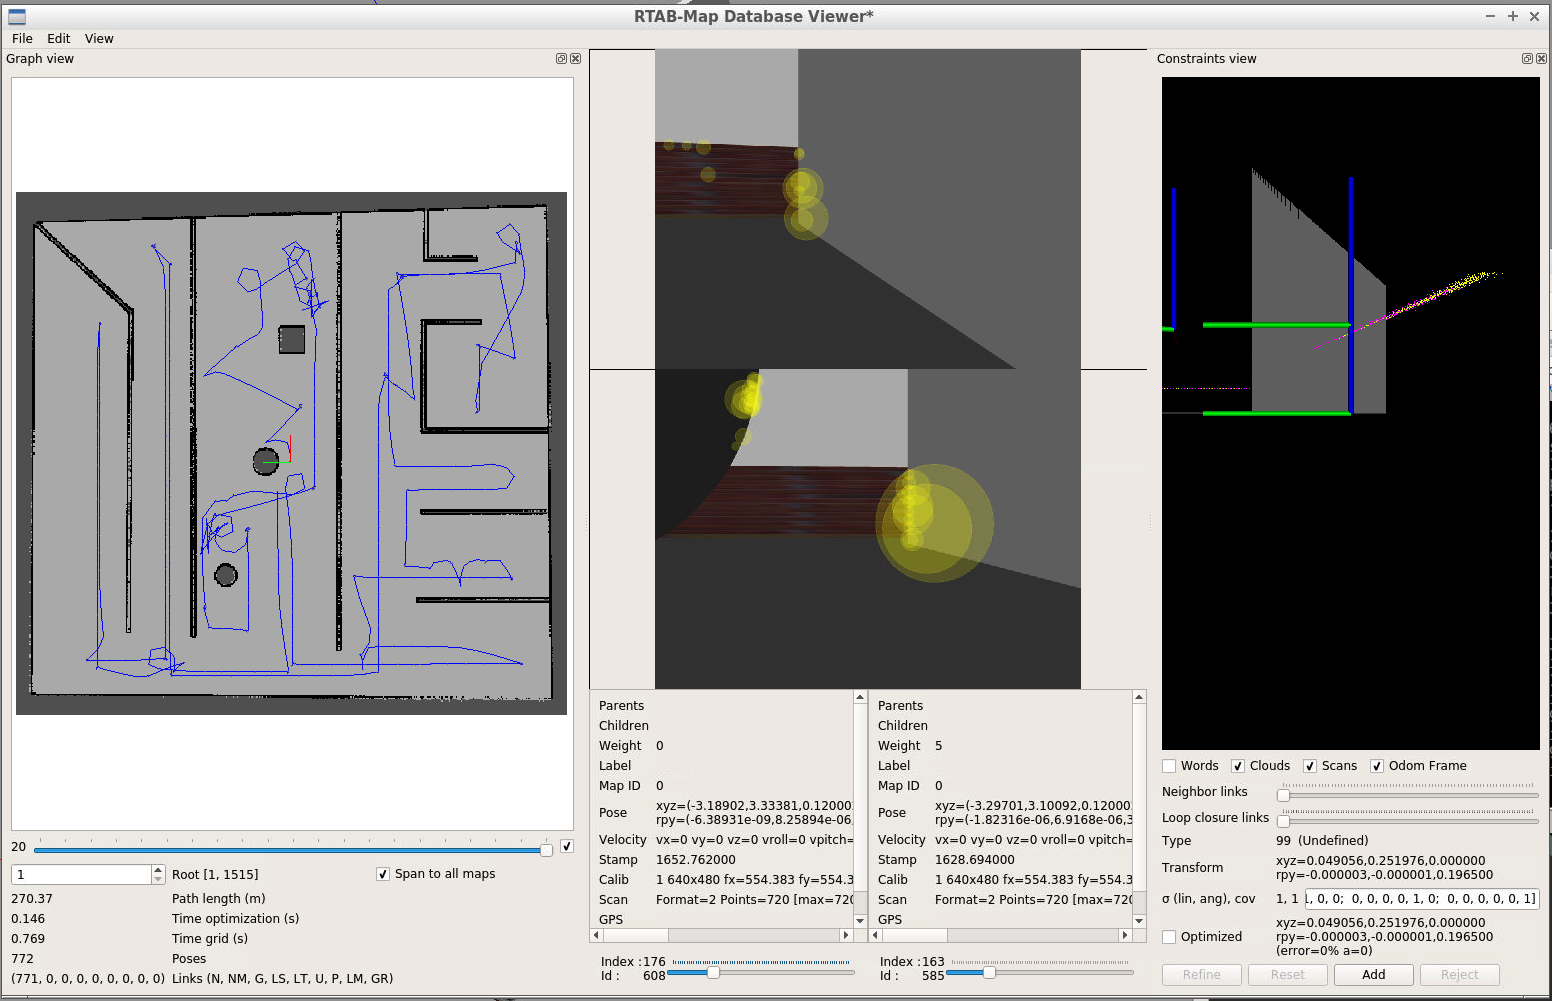 RTAB-Map Database Viewer*
File Edit View
Graph view
Constraints view
20
1 Root [1, 1515] Span to all maps
270.37 Path length (m)
0.146 Time optimization (s)
0.769 Time grid (s)
772 Poses
(771, 0, 0, 0, 0, 0, 0, 0, 0) Links (N, NM, G, LS, LT, U, P, LM, GR)
Parents
Children
Weight 0
Label
Map ID 0
Pose xyz=(-3.18902,3.33381,0.12000
rpy=(-6.38931e-09,8.25894e-06,
Velocity vx=0 vy=0 vz=0 vroll=0 vpitch=
Stamp 1652.762000
Calib 1 640x480 fx=554.383 fy=554.3
Scan Format=2 Points=720 [max=720
GPS
Index : 176
Id : 608
Parents
Children
Weight 5
Label
Map ID 0
Pose xyz=(-3.29701,3.10092,0.12000
rpy=(-1.82316e-06,6.9168e-06,3
Velocity vx=0 vy=0 vz=0 vroll=0 vpitch=
Stamp 1628.694000
Calib 1 640x480 fx=554.383 fy=554.3
Scan Format=2 Points=720 [max=720
GPS
Index : 163
Id : 585
Words Clouds Scans Odom Frame
Neighbor links
Loop closure links
Type 99 (Undefined)
Transform xyz=0.049056,0.251976,0.000000
rpy=-0.000003,-0.000001,0.196500
σ (lin, ang), cov 1, 1 1, 0, 0; 0, 0, 0, 0, 1, 0; 0, 0, 0, 0, 0, 1]
Optimized xyz=0.049056,0.251976,0.000000
rpy=-0.000003,-0.000001,0.196500
(error=0% a=0)
Refine Reset Add Reject